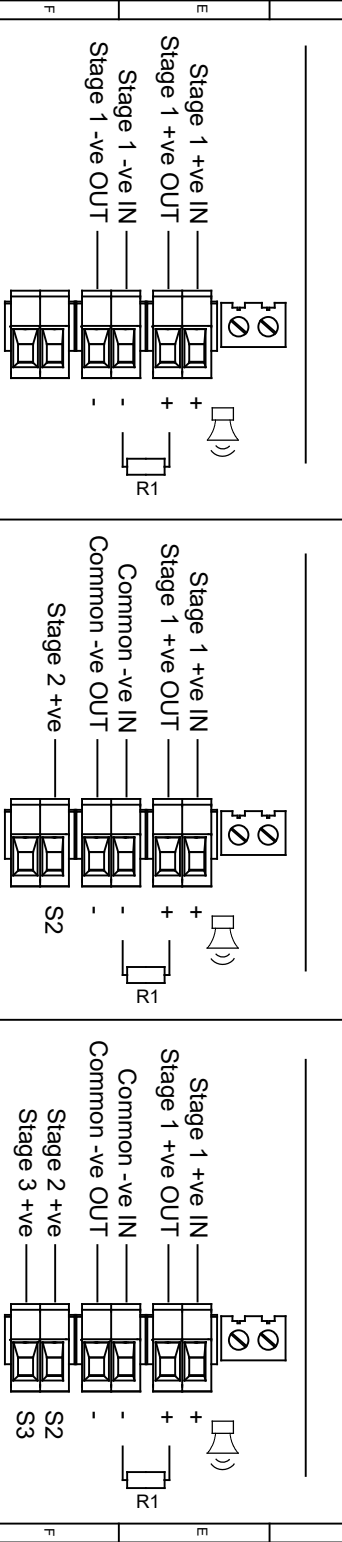 E
F
Stage 1 +ve IN
+
Stage 1 +ve OUT
+
R1
Stage 1 -ve IN
-
Stage 1 -ve OUT
-
Stage 1 +ve IN
+
Stage 1 +ve OUT
+
R1
Common -ve IN
-
Common -ve OUT
-
Stage 2 +ve
S2
Stage 1 +ve IN
+
Stage 1 +ve OUT
+
R1
Common -ve IN
-
Common -ve OUT
-
Stage 2 +ve
S2
Stage 3 +ve
S3
E
F